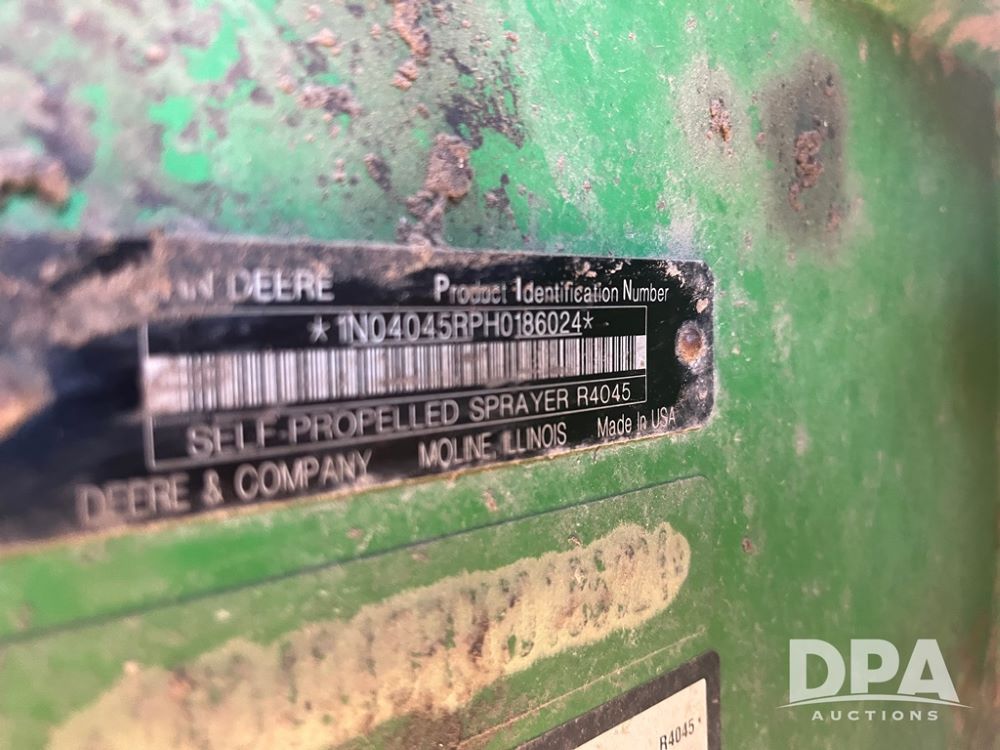 DEERE Product Identification Number
*1N04045RPH0186024*
SELF-PROPELLED SPRAYER R4045
DEERE & COMPANY MOLINE, ILLINOIS Made in USA
R4045
DPA
AUCTIONS